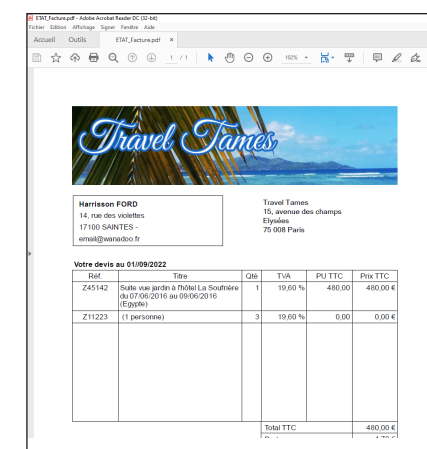 ETAT_Facture.pdf - Adobe Acrobat Reader DC (32-bit)
Fichier Edition Affichage Signer Fenêtre Aide
Accueil Outils ETAT_Facture.pdf ×
1 / 1 102%
Travel Tames
Harrisson FORD
14, rue des violettes
17100 SAINTES -
email@wanadoo.fr
Travel Tames
15, avenue des champs
Elysées
75 008 Paris
Votre devis au 01//09/2022
Réf. Titre Qté TVA PU TTC Prix TTC
Z45142 Suite vue jardin à l'hôtel La Soufrière 1 19,60 % 480,00 480,00 €
du 07/06/2016 au 09/06/2016
(Egypte)
Z11223 (1 personne) 3 19,60 % 0,00 0,00 €
Total TTC 480,00 €